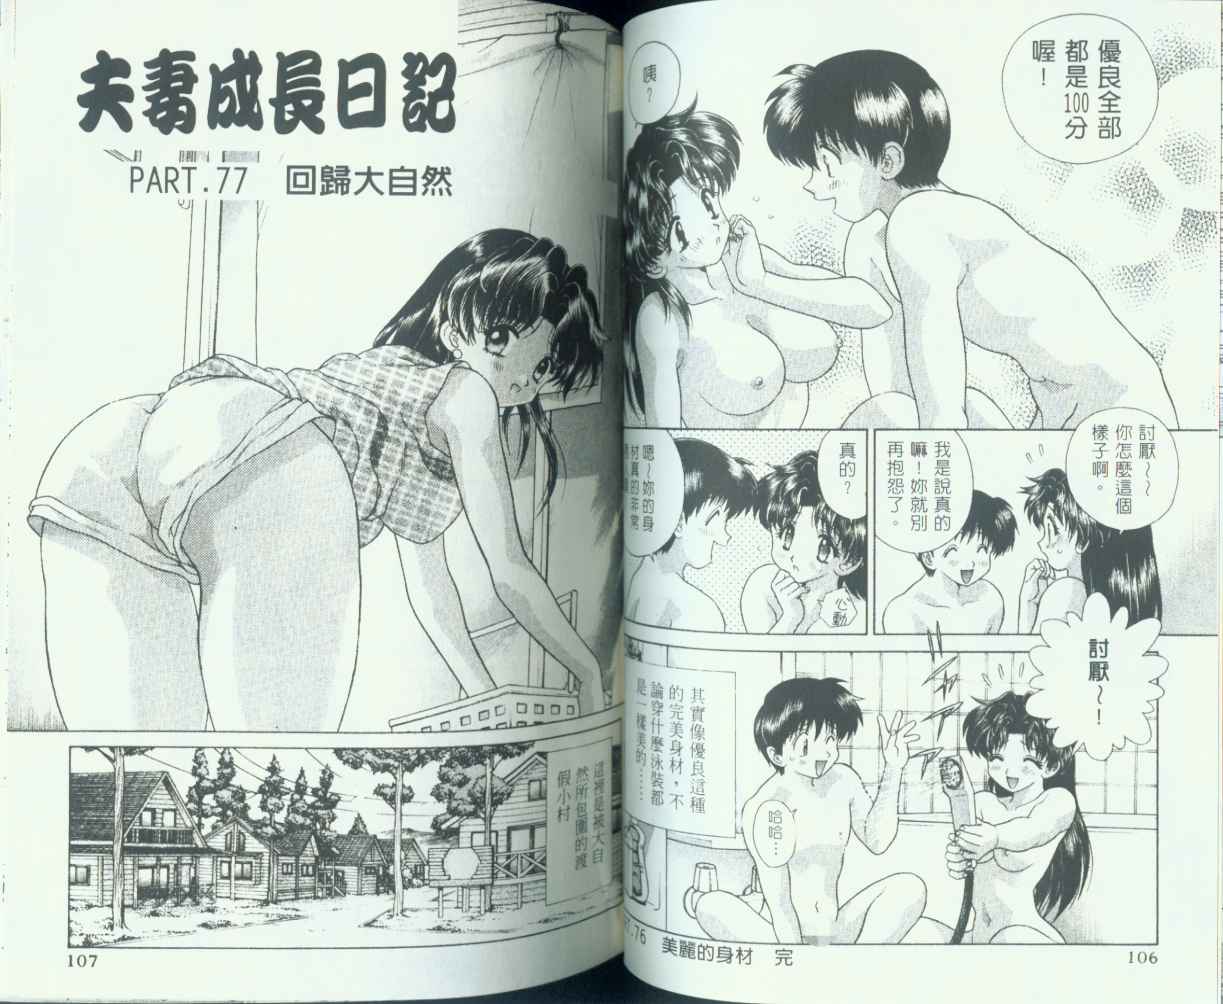 優良全部
都是100分
喔！
咦？
討厭～～
你怎麼這個
樣子啊。
我是說真的
嘛！妳就別
再抱怨了。
真的？
心動
嗯～妳的身
材真的非常
討厭～！
哈哈…
其實像優良這種
的完美身材，不
論穿什麼泳裝都
是一樣美的……
.76 美麗的身材 完
106
夫妻成長日記
PART.77 回歸大自然
這裡是被大自
然所包圍的渡
假小村
107